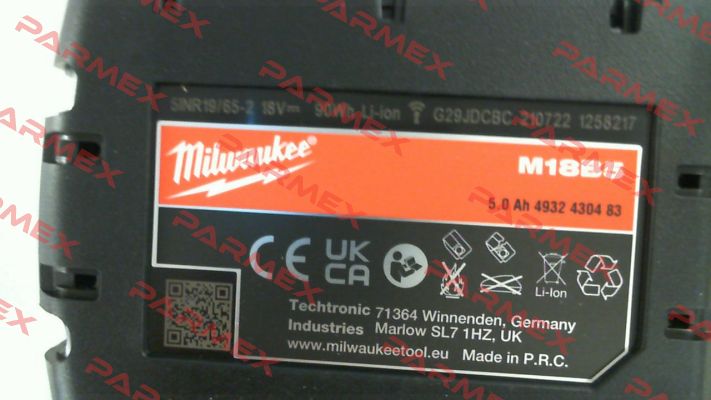 5INR19/65-2 18V⎓ 90Wh Li-ion G29JDCBC 210722 1258217
Milwaukee®
M18B5
5.0 Ah 4932 4304 83
CE UK CA
Li-ion
Techtronic 71364 Winnenden, Germany
Industries Marlow SL7 1HZ, UK
www.milwaukeetool.eu Made in P.R.C.
PARMEX